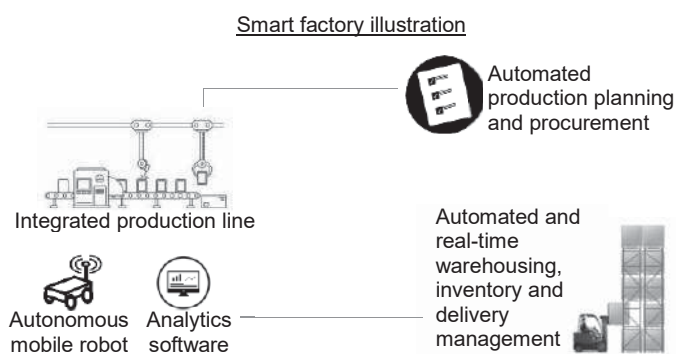 Smart factory illustration
Automated
production planning
and procurement
Integrated production line
Automated and
real-time
warehousing,
inventory and
delivery
management
Autonomous
mobile robot
Analytics
software